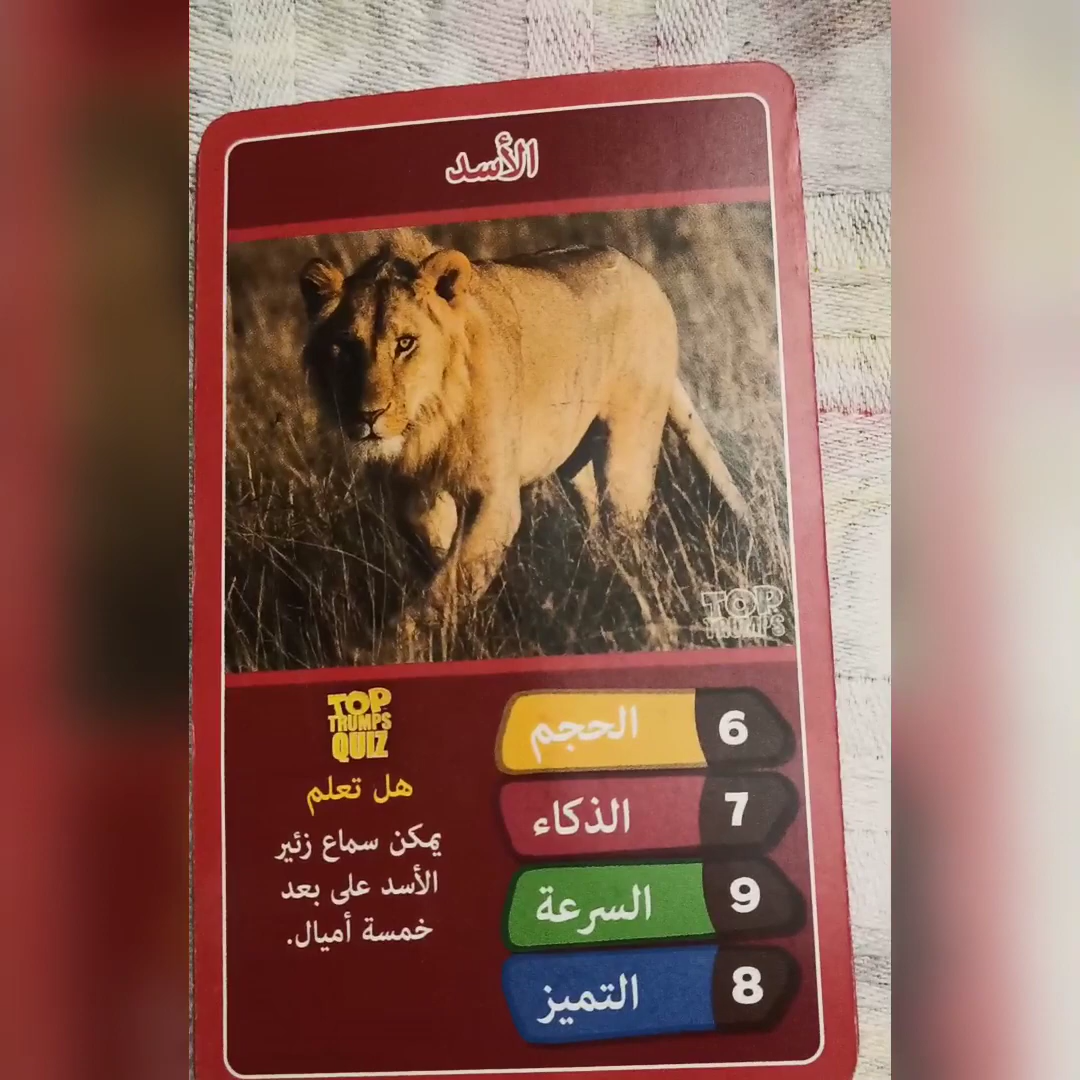 الأسد
TOP
TRUMPS
الحجم 6
الذكاء 7
السرعة 9
التميز 8
TOP
TRUMPS
QUIZ
هل تعلم
يمكن سماع زئير
الأسد على بعد
خمسة أميال.